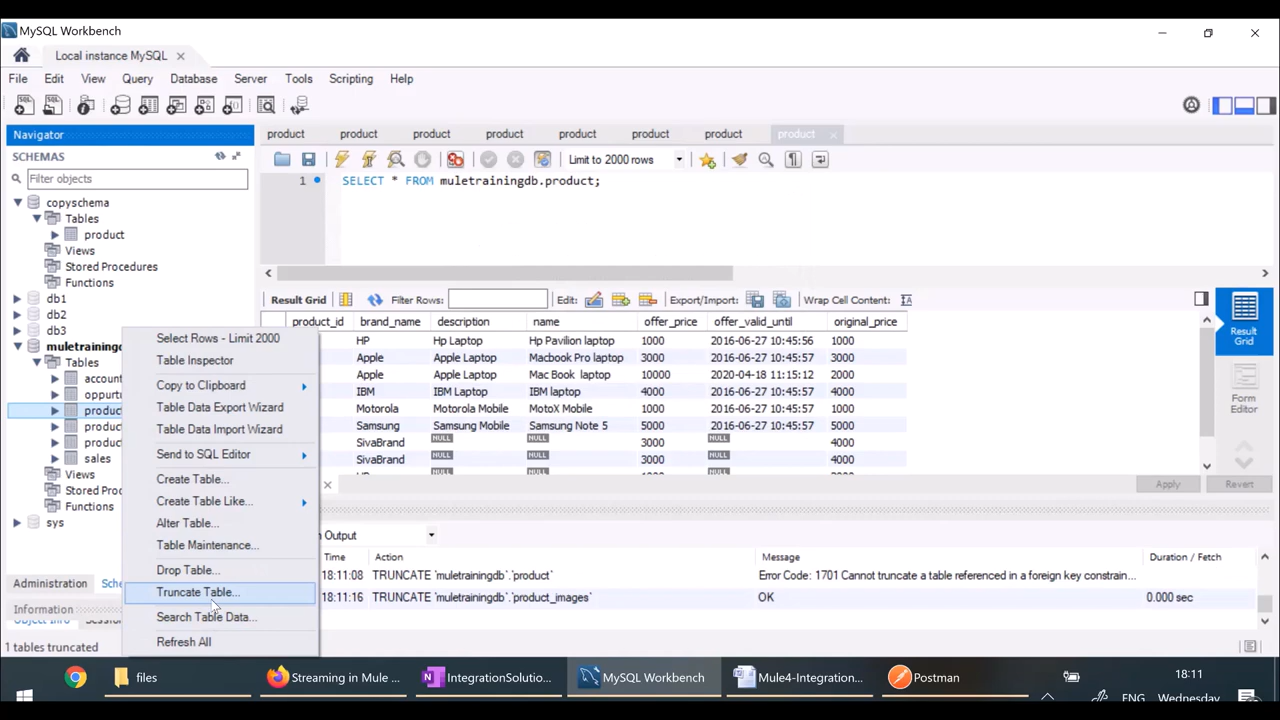 MySQL Workbench
Local instance MySQL
File Edit View Query Database Server Tools Scripting Help
Navigator
product product product product product product product product
SCHEMAS
Limit to 2000 rows
Filter objects
1 SELECT * FROM muletrainingdb.product;
copyschema
Tables
product
Views
Stored Procedures
Functions
db1
db2
db3
muletrainingd
Tables
account
oppurt
product
product
product
sales
Views
Stored Proc
Functions
sys
Administration Sche
Information
Object Info Sessi
1 tables truncated
Select Rows - Limit 2000
Table Inspector
Copy to Clipboard
Table Data Export Wizard
Table Data Import Wizard
Send to SQL Editor
Create Table...
Create Table Like...
Alter Table...
Table Maintenance...
Drop Table...
Truncate Table...
Search Table Data...
Refresh All
Result Grid Filter Rows: Edit: Export/Import: Wrap Cell Content: IA
product_id brand_name description name offer_price offer_valid_until original_price
HP Hp Laptop Hp Pavilion laptop 1000 2016-06-27 10:45:56 1000
Apple Apple Laptop Macbook Pro laptop 3000 2016-06-27 10:45:57 3000
Apple Apple Laptop Mac Book laptop 10000 2020-04-18 11:15:12 2000
IBM IBM Laptop IBM laptop 4000 2016-06-27 10:45:57 4000
Motorola Motorola Mobile MotoX Mobile 1000 2016-06-27 10:45:57 1000
Samsung Samsung Mobile Samsung Note 5 5000 2016-06-27 10:45:57 5000
SivaBrand NULL NULL 3000 NULL 4000
SivaBrand NULL NULL 3000 NULL 4000
Result Grid
Form Editor
Apply Revert
Output
Time Action Message Duration / Fetch
18:11:08 TRUNCATE `muletrainingdb`.`product` Error Code: 1701 Cannot truncate a table referenced in a foreign key constrain...
18:11:16 TRUNCATE `muletrainingdb`.`product_images` OK 0.000 sec
files
Streaming in Mule ...
IntegrationSolutio...
MySQL Workbench
Mule4-Integration...
Postman
18:11
ENG Wednesday